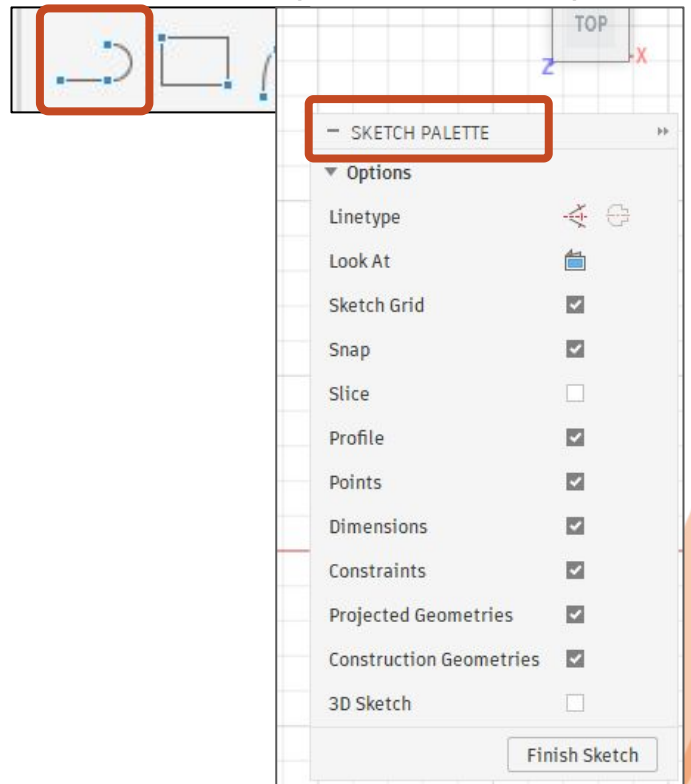 TOP
Z
X
SKETCH PALETTE
Options
Linetype
Look At
Sketch Grid
Snap
Slice
Profile
Points
Dimensions
Constraints
Projected Geometries
Construction Geometries
3D Sketch
Finish Sketch